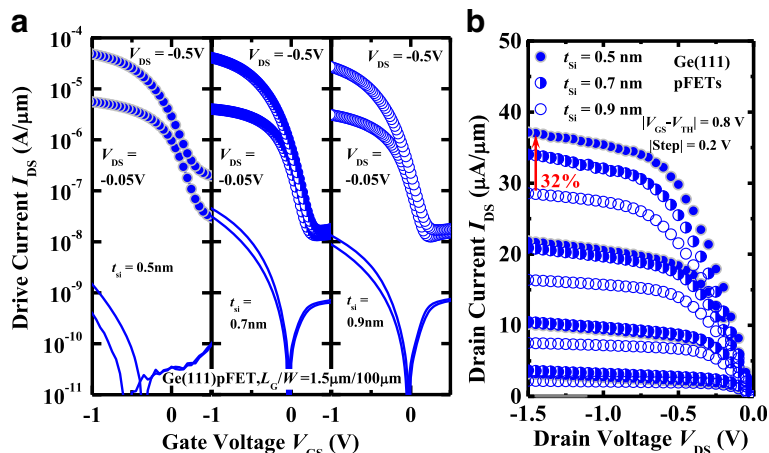 a
b
10⁻⁴
10⁻⁵
10⁻⁶
10⁻⁷
10⁻⁸
10⁻⁹
10⁻¹⁰
10⁻¹¹
Drive Current I_DS (A/μm)
V_DS = -0.5V
V_DS = -0.5V
V_DS = -0.5V
V_DS =
-0.05V
V_DS =
-0.05V
V_DS =
-0.05V
t_si = 0.5nm
t_si =
0.7nm
t_si =
0.9nm
Ge(111)pFET,L_G/W=1.5μm/100μm
-1 0 -1 0 -1 0
Gate Voltage V_GS (V)
50
40
30
20
10
0
Drain Current I_DS (μA/μm)
t_Si = 0.5 nm
t_Si = 0.7 nm
t_Si = 0.9 nm
Ge(111)
pFETs
|V_GS-V_TH| = 0.8 V
|Step| = 0.2 V
32%
-1.5 -1.0 -0.5 0.0
Drain Voltage V_DS (V)